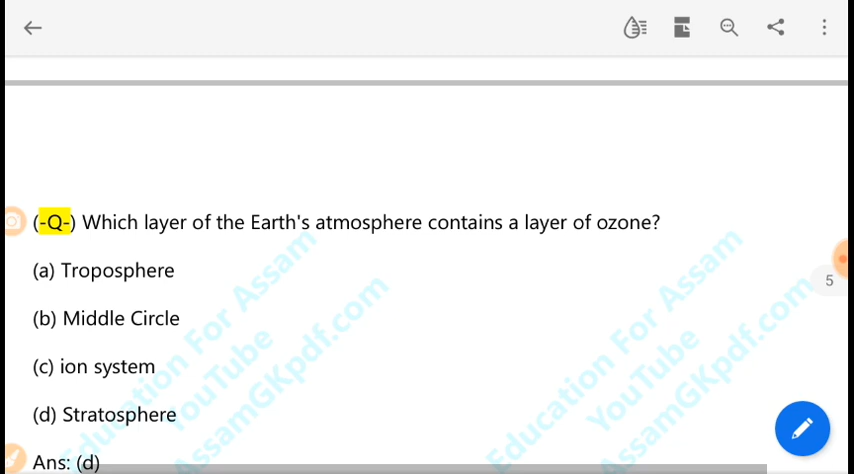 (-Q-) Which layer of the Earth's atmosphere contains a layer of ozone?
5
(a) Troposphere
(b) Middle Circle
(c) ion system
(d) Stratosphere
Ans: (d)
Education For Assam
YouTube
AssamGKpdf.com
Education For Assam
YouTube
AssamGKpdf.com